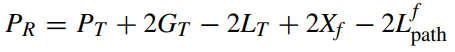 P_R = P_T + 2G_T − 2L_T + 2X_f − 2L^f_path